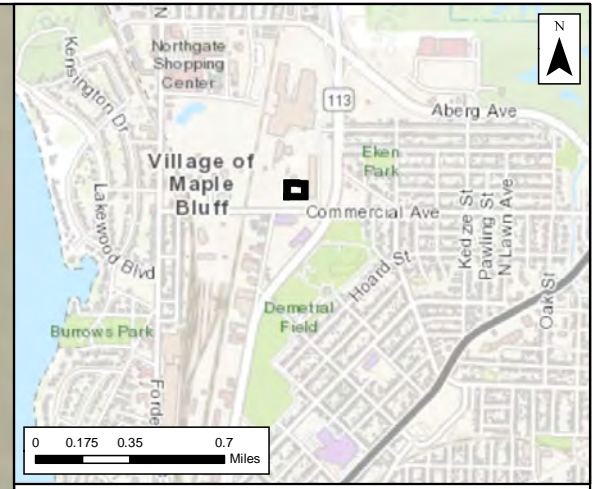 N
N
Northgate
Shopping
Center
Kensington Dr
113
Aberg Ave
Eken
Park
Village of
Maple
Bluff
Commercial Ave
Lakewood Blvd
Kedzie St
Pawling St
N Lawn Ave
Hoard St
Oak St
Demetral
Field
Burrows Park
Forde
0 0.175 0.35 0.7
Miles